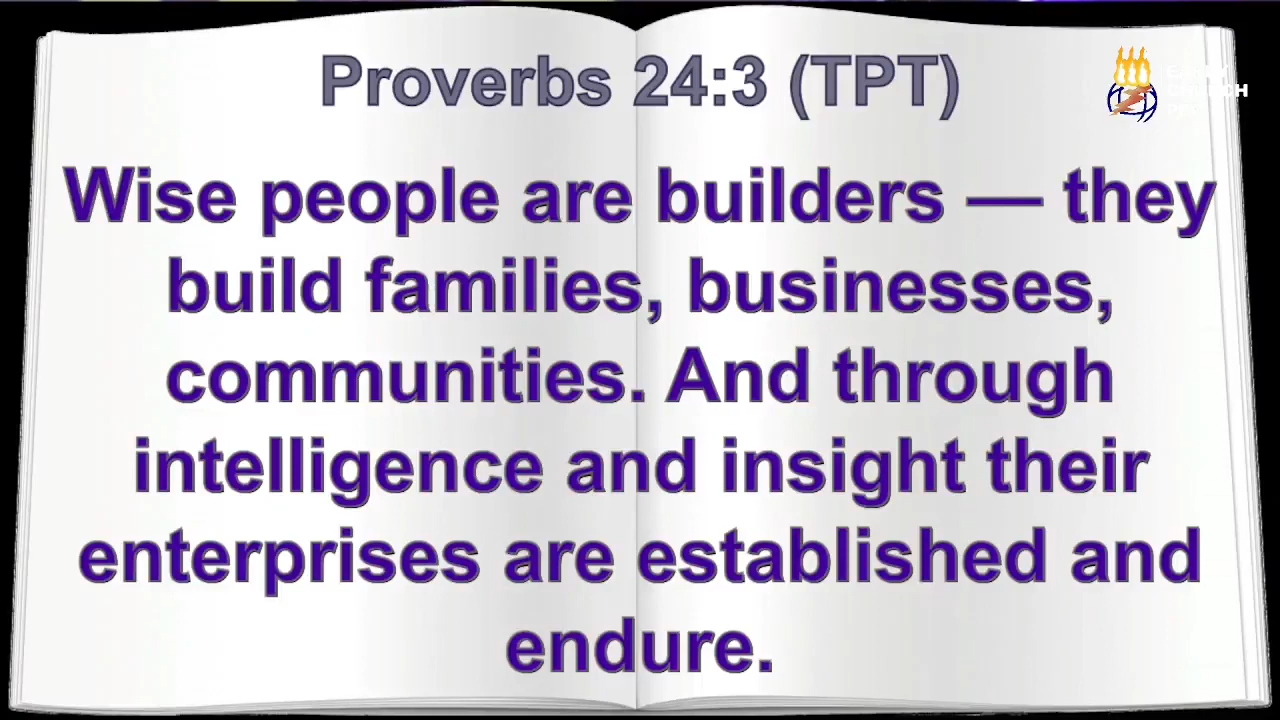 Proverbs 24:3 (TPT)
Wise people are builders — they
build families, businesses,
communities. And through
intelligence and insight their
enterprises are established and
endure.
CHURCH